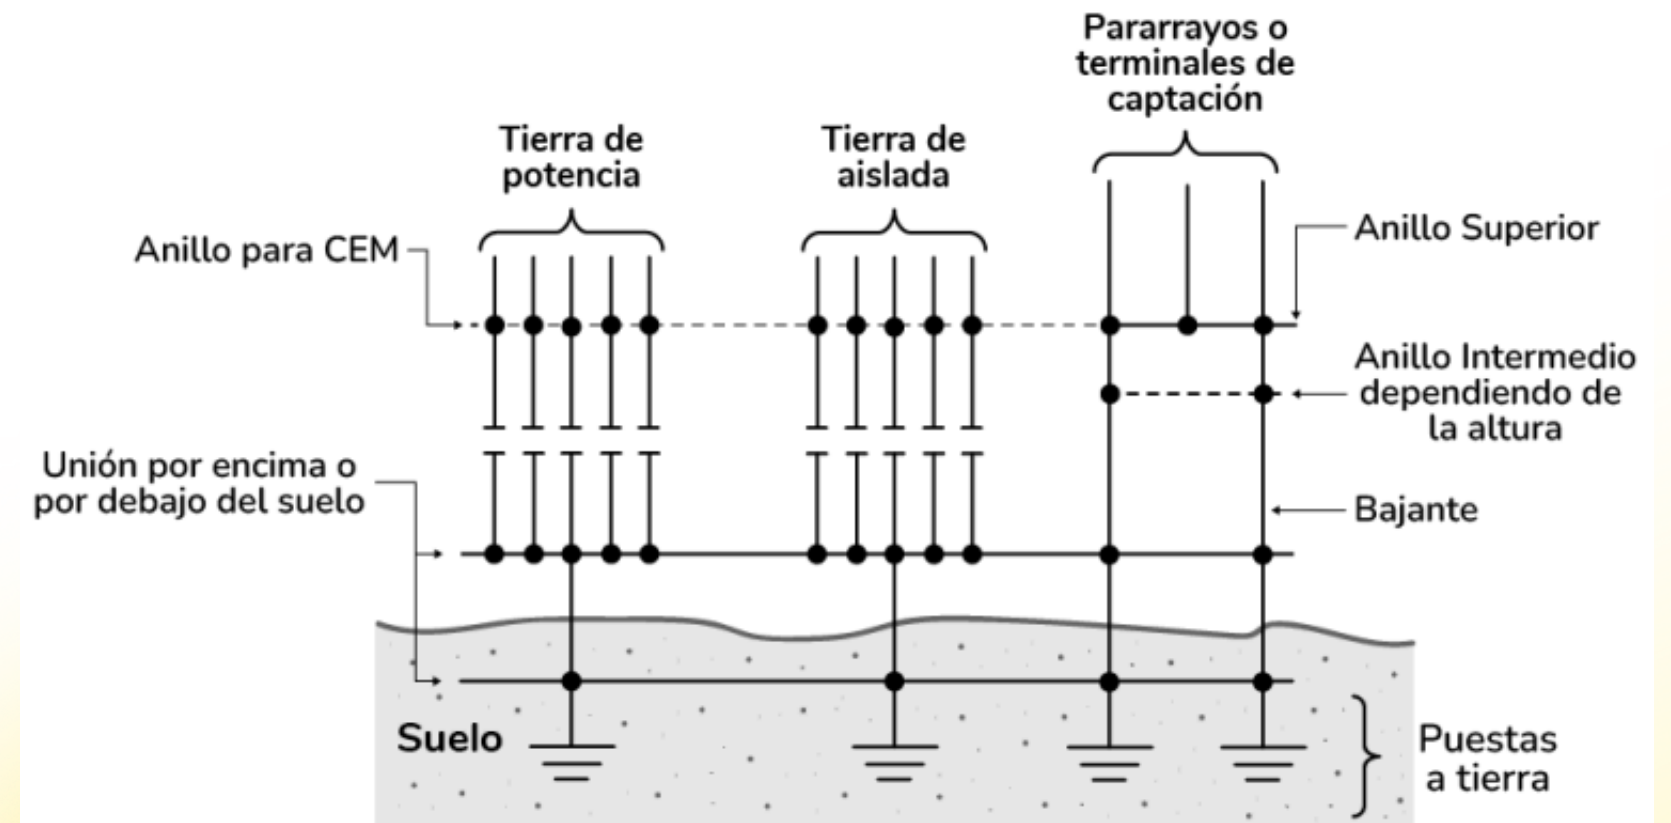 Pararrayos o
terminales de
captación
Tierra de
potencia
Tierra de
aislada
Anillo para CEM
Anillo Superior
Anillo Intermedio
dependiendo de
la altura
Unión por encima o
por debajo del suelo
Bajante
Suelo
Puestas
a tierra